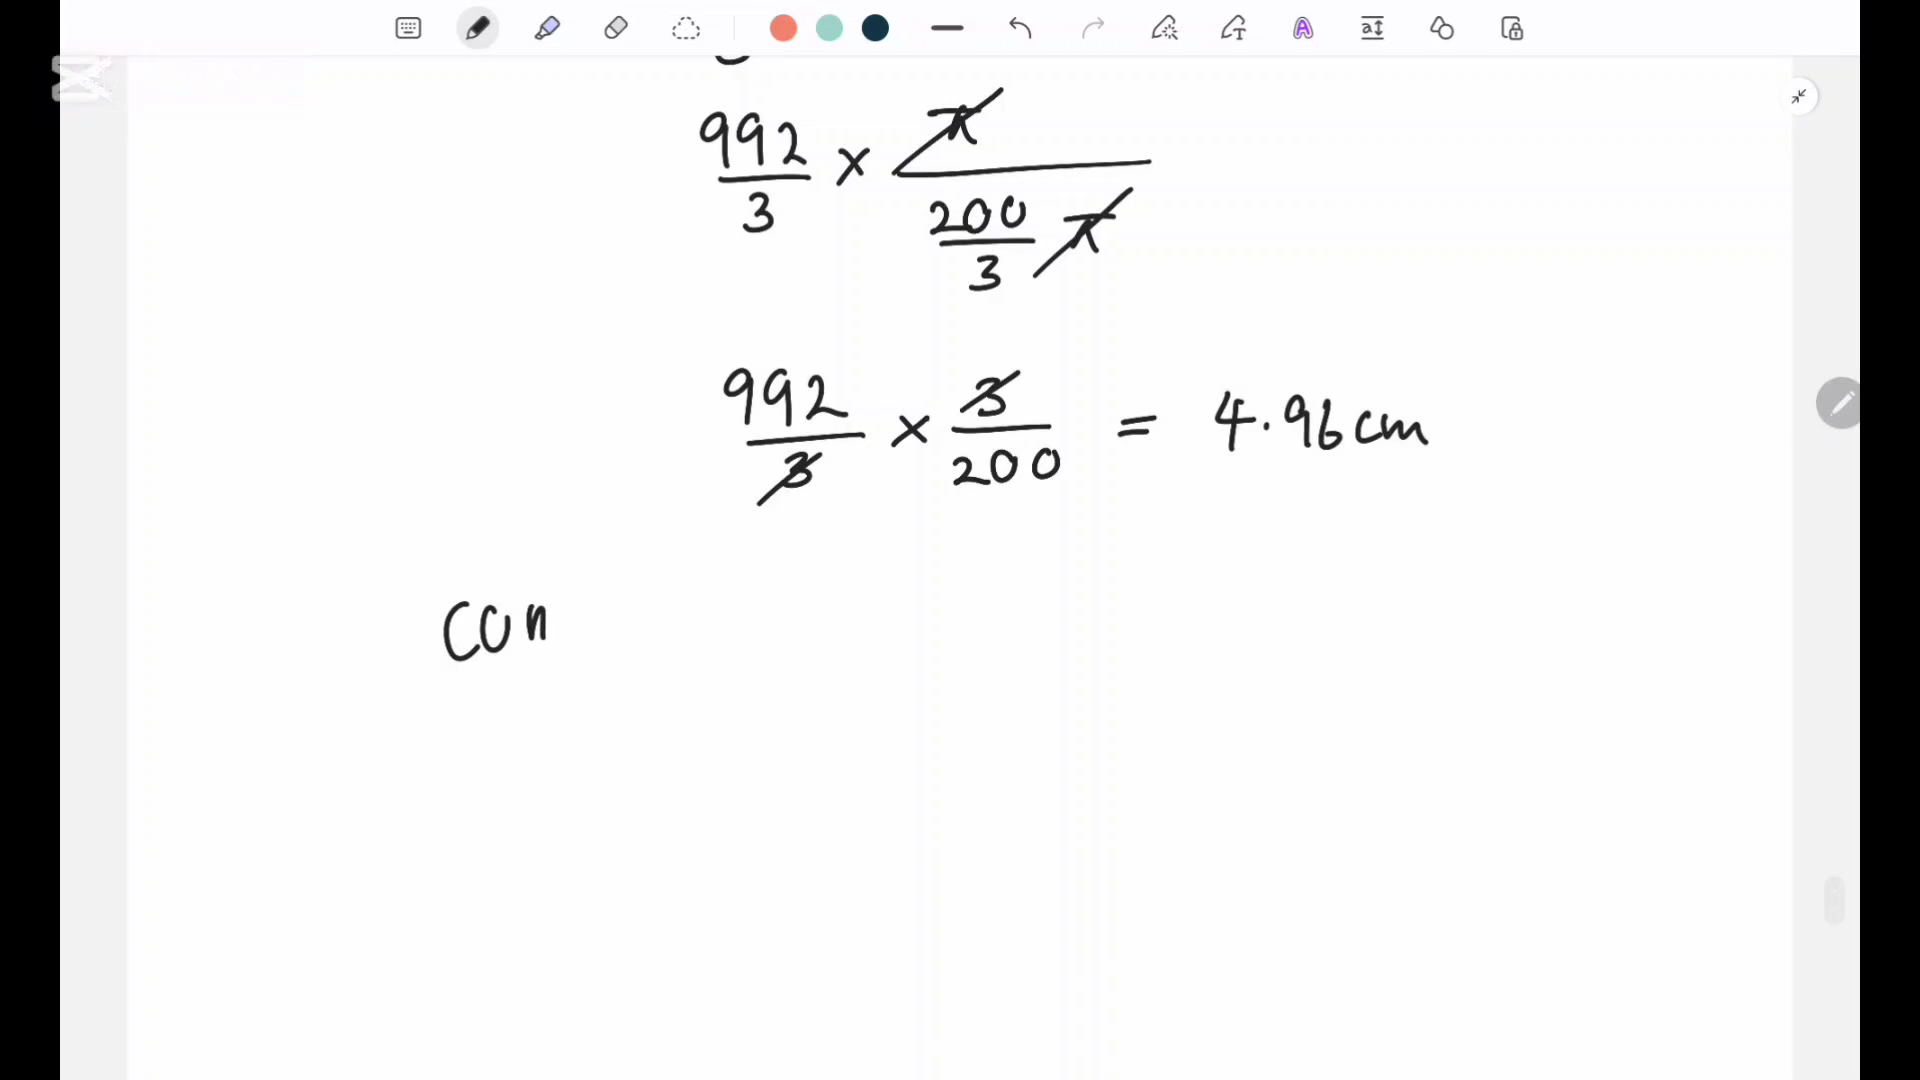 992/3 × π/(200/3 π)
992/3 × 3/200 = 4.96cm
con